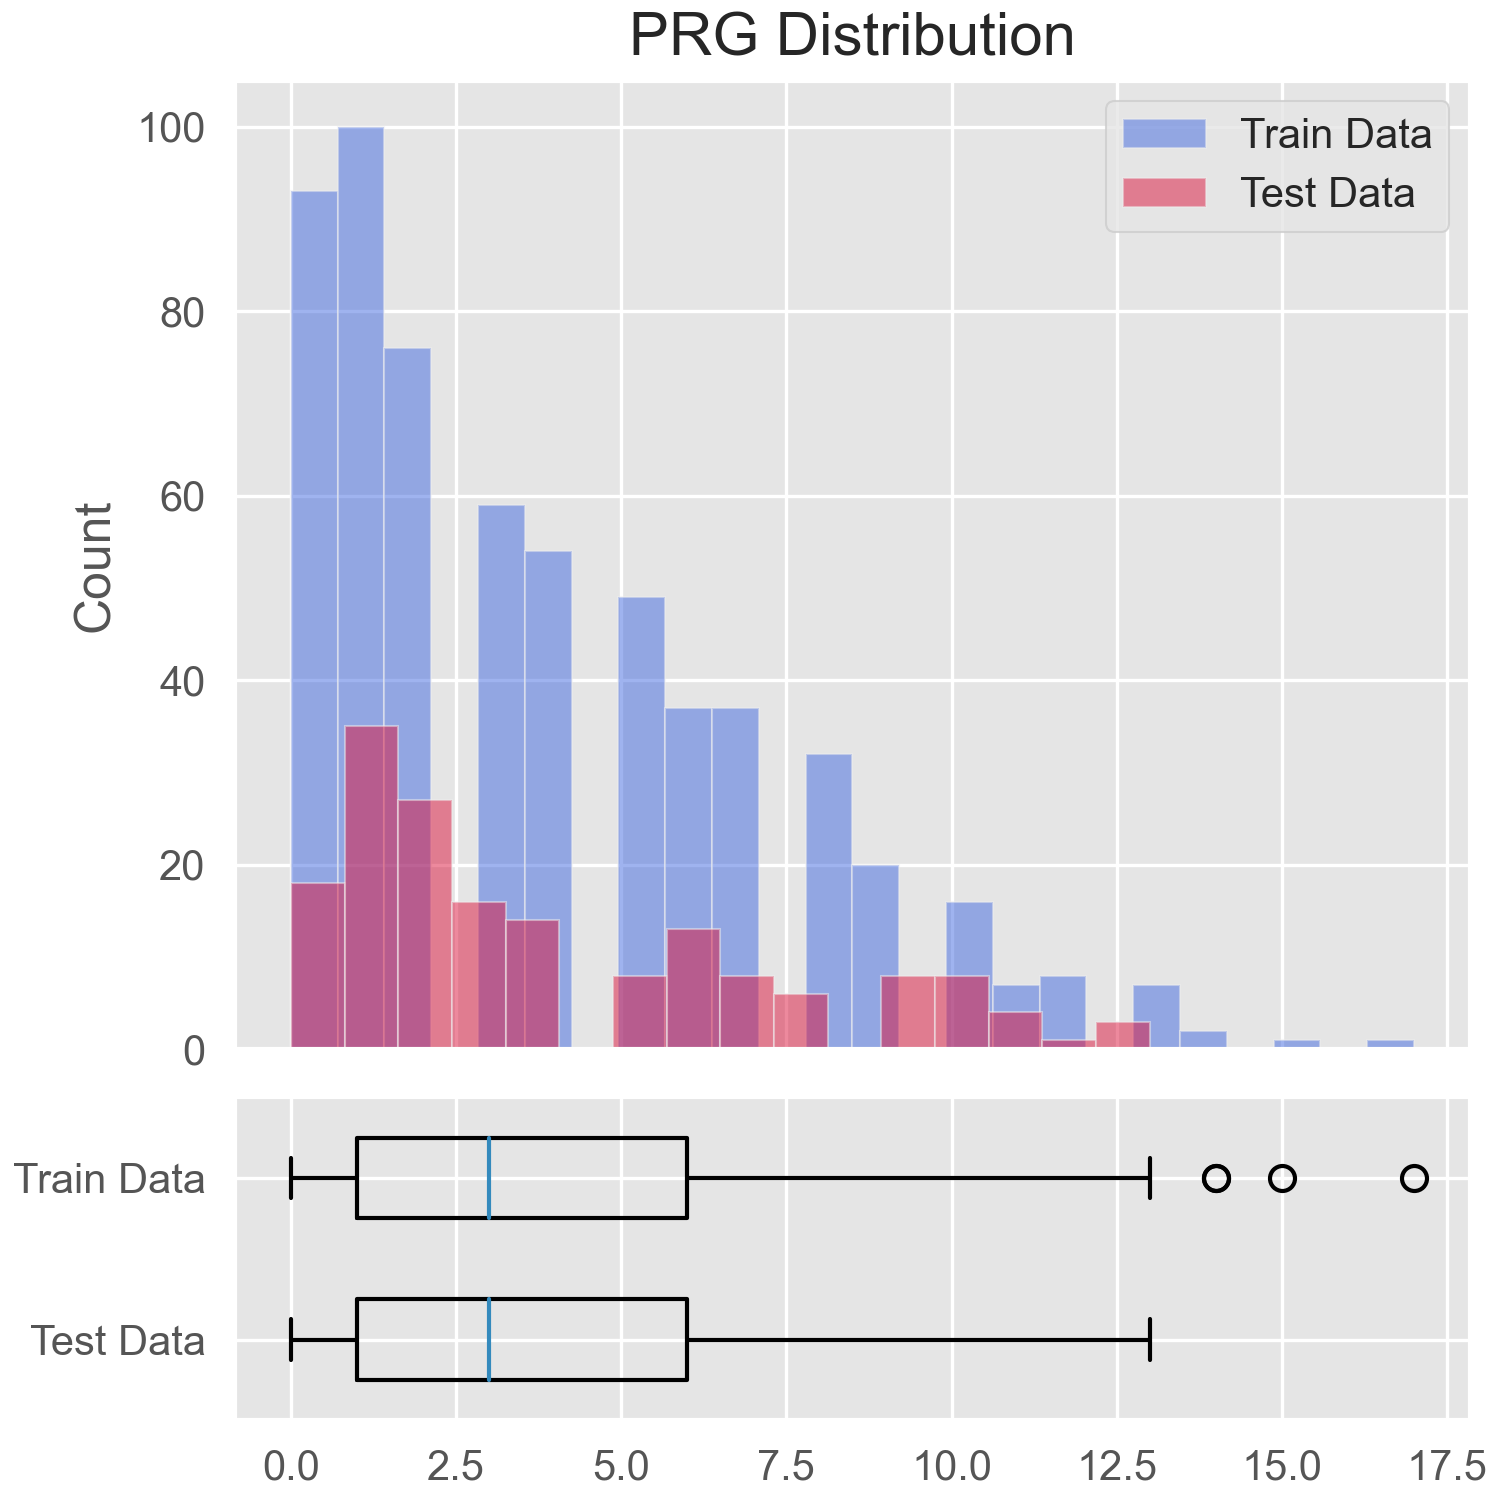 PRG Distribution
Train Data
Test Data
100
80
60
40
20
0
Count
Train Data
Test Data
0.0 2.5 5.0 7.5 10.0 12.5 15.0 17.5